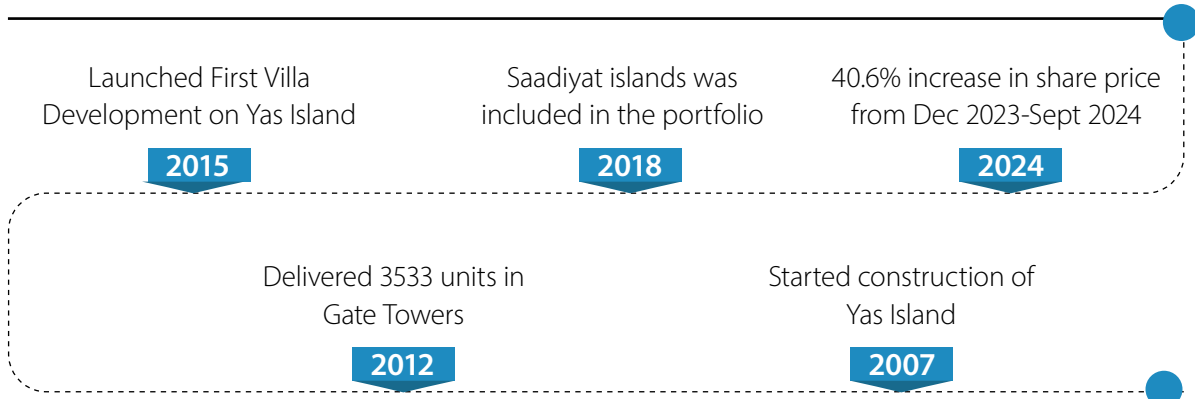 Launched First Villa
Development on Yas Island
2015
Saadiyat islands was
included in the portfolio
2018
40.6% increase in share price
from Dec 2023-Sept 2024
2024
Delivered 3533 units in
Gate Towers
2012
Started construction of
Yas Island
2007